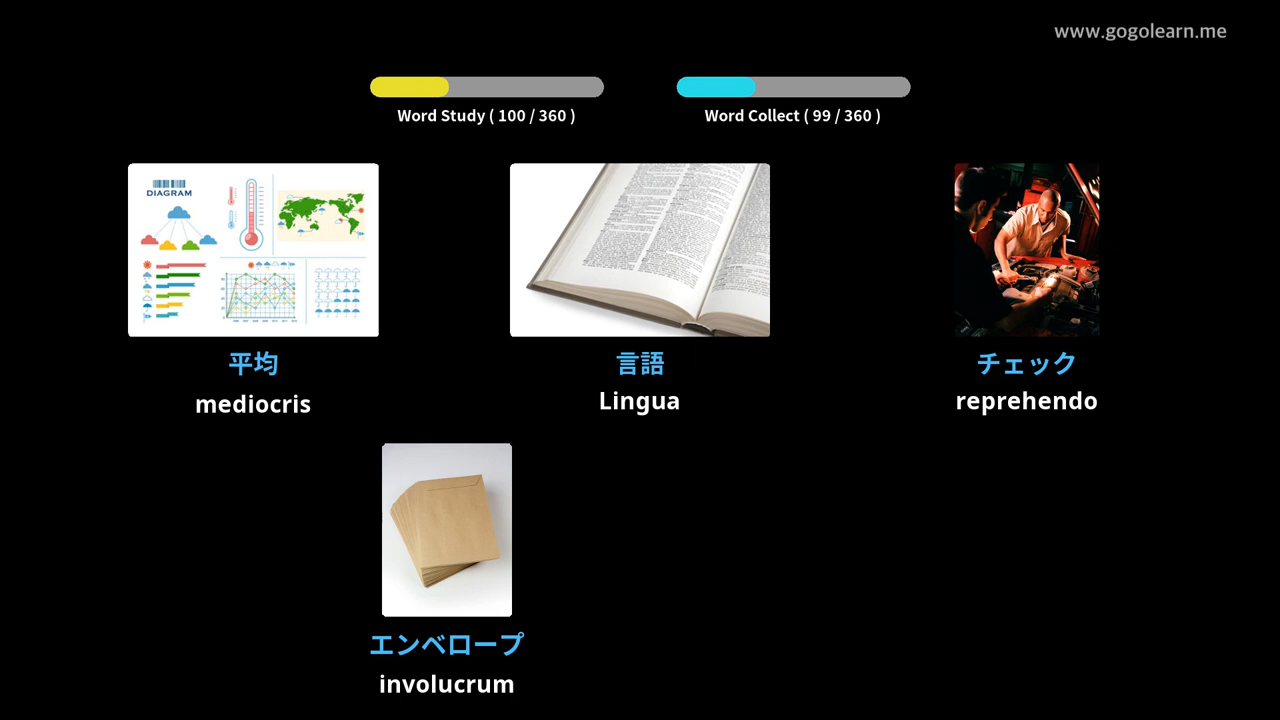 www.gogolearn.me
Word Study ( 100 / 360 )
Word Collect ( 99 / 360 )
DIAGRAM
平均
mediocris
言語
Lingua
チェック
reprehendo
エンベロープ
involucrum